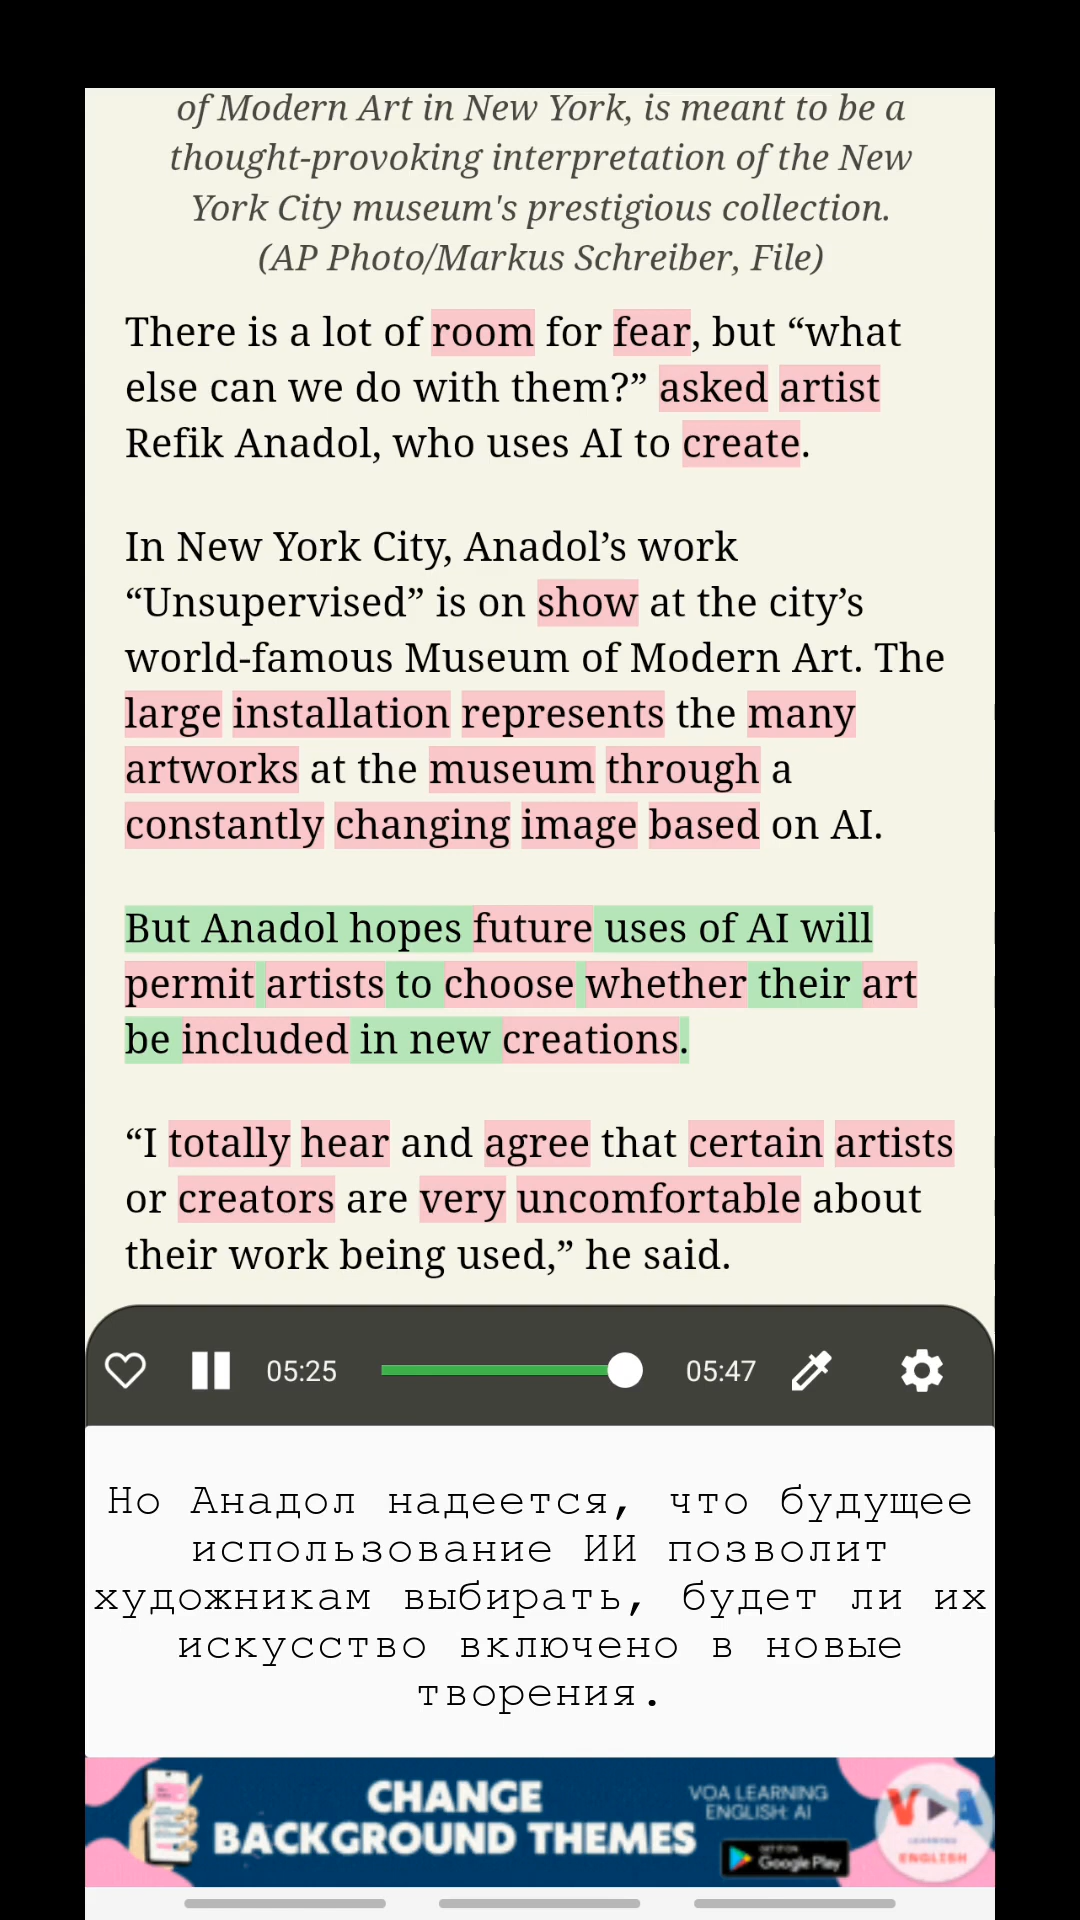 of Modern Art in New York, is meant to be a
thought-provoking interpretation of the New
York City museum's prestigious collection.
(AP Photo/Markus Schreiber, File)
There is a lot of room for fear, but “what
else can we do with them?” asked artist
Refik Anadol, who uses AI to create.
In New York City, Anadol’s work
“Unsupervised” is on show at the city’s
world-famous Museum of Modern Art. The
large installation represents the many
artworks at the museum through a
constantly changing image based on AI.
But Anadol hopes future uses of AI will
permit artists to choose whether their art
be included in new creations.
“I totally hear and agree that certain artists
or creators are very uncomfortable about
their work being used,” he said.
05:25 05:47
Но Анадол надеется, что будущее
использование ИИ позволит
художникам выбирать, будет ли их
искусство включено в новые
творения.
CHANGE
BACKGROUND THEMES
VOA LEARNING
ENGLISH: AI
GET IT ON
Google Play
VOA
LEARNING
ENGLISH